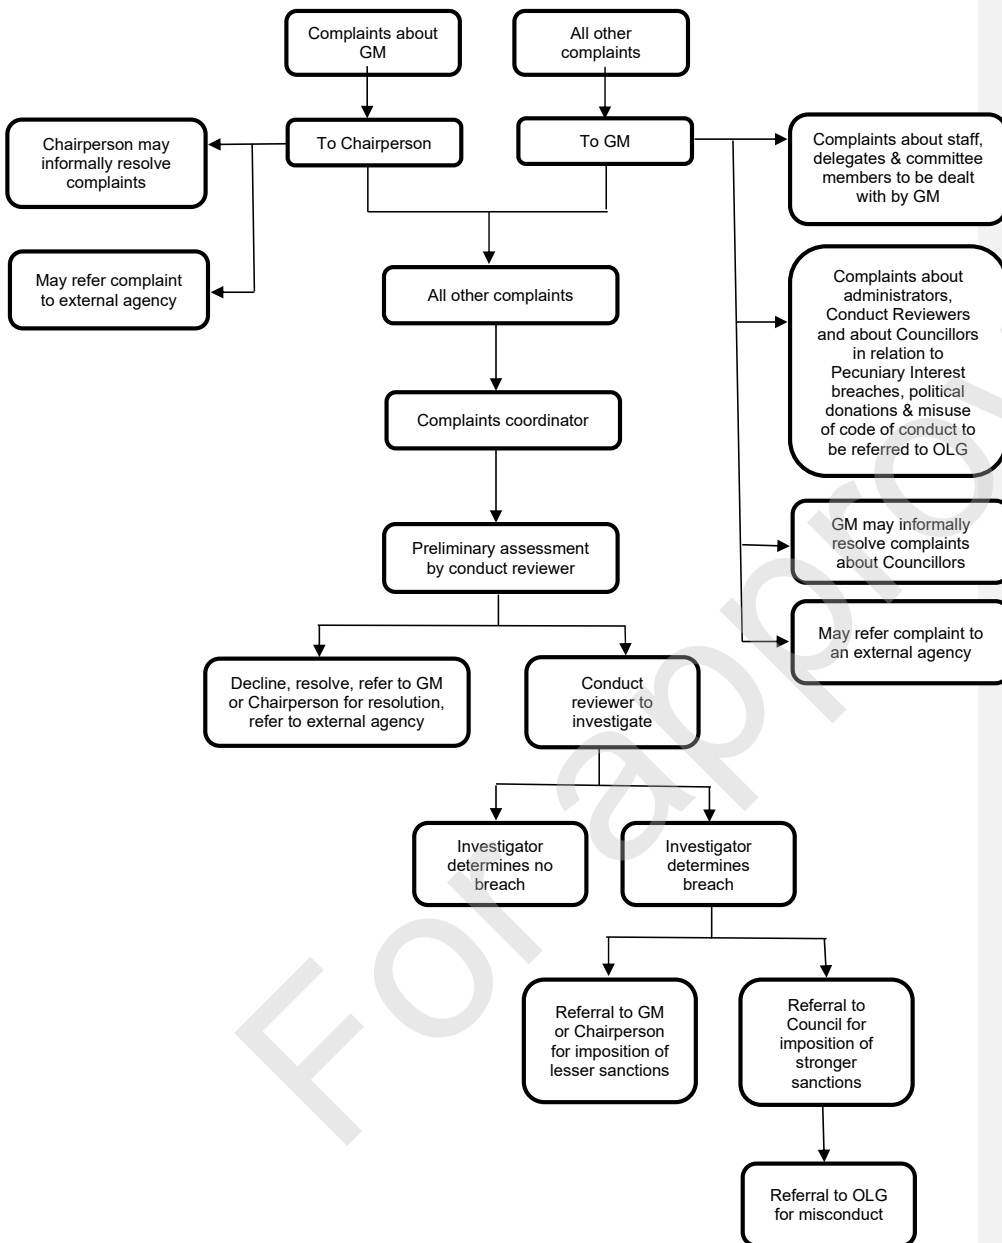 Complaints about
GM
All other
complaints
Chairperson may
informally resolve
complaints
To Chairperson
To GM
Complaints about staff,
delegates & committee
members to be dealt
with by GM
May refer complaint
to external agency
All other complaints
Complaints about
administrators,
Conduct Reviewers
and about Councillors
in relation to
Pecuniary Interest
breaches, political
donations & misuse
of code of conduct to
be referred to OLG
Complaints coordinator
GM may informally
resolve complaints
about Councillors
Preliminary assessment
by conduct reviewer
May refer complaint to
an external agency
Decline, resolve, refer to GM
or Chairperson for resolution,
refer to external agency
Conduct
reviewer to
investigate
Investigator
determines no
breach
Investigator
determines
breach
Referral to GM
or Chairperson
for imposition of
lesser sanctions
Referral to
Council for
imposition of
stronger
sanctions
Referral to OLG
for misconduct
For appro